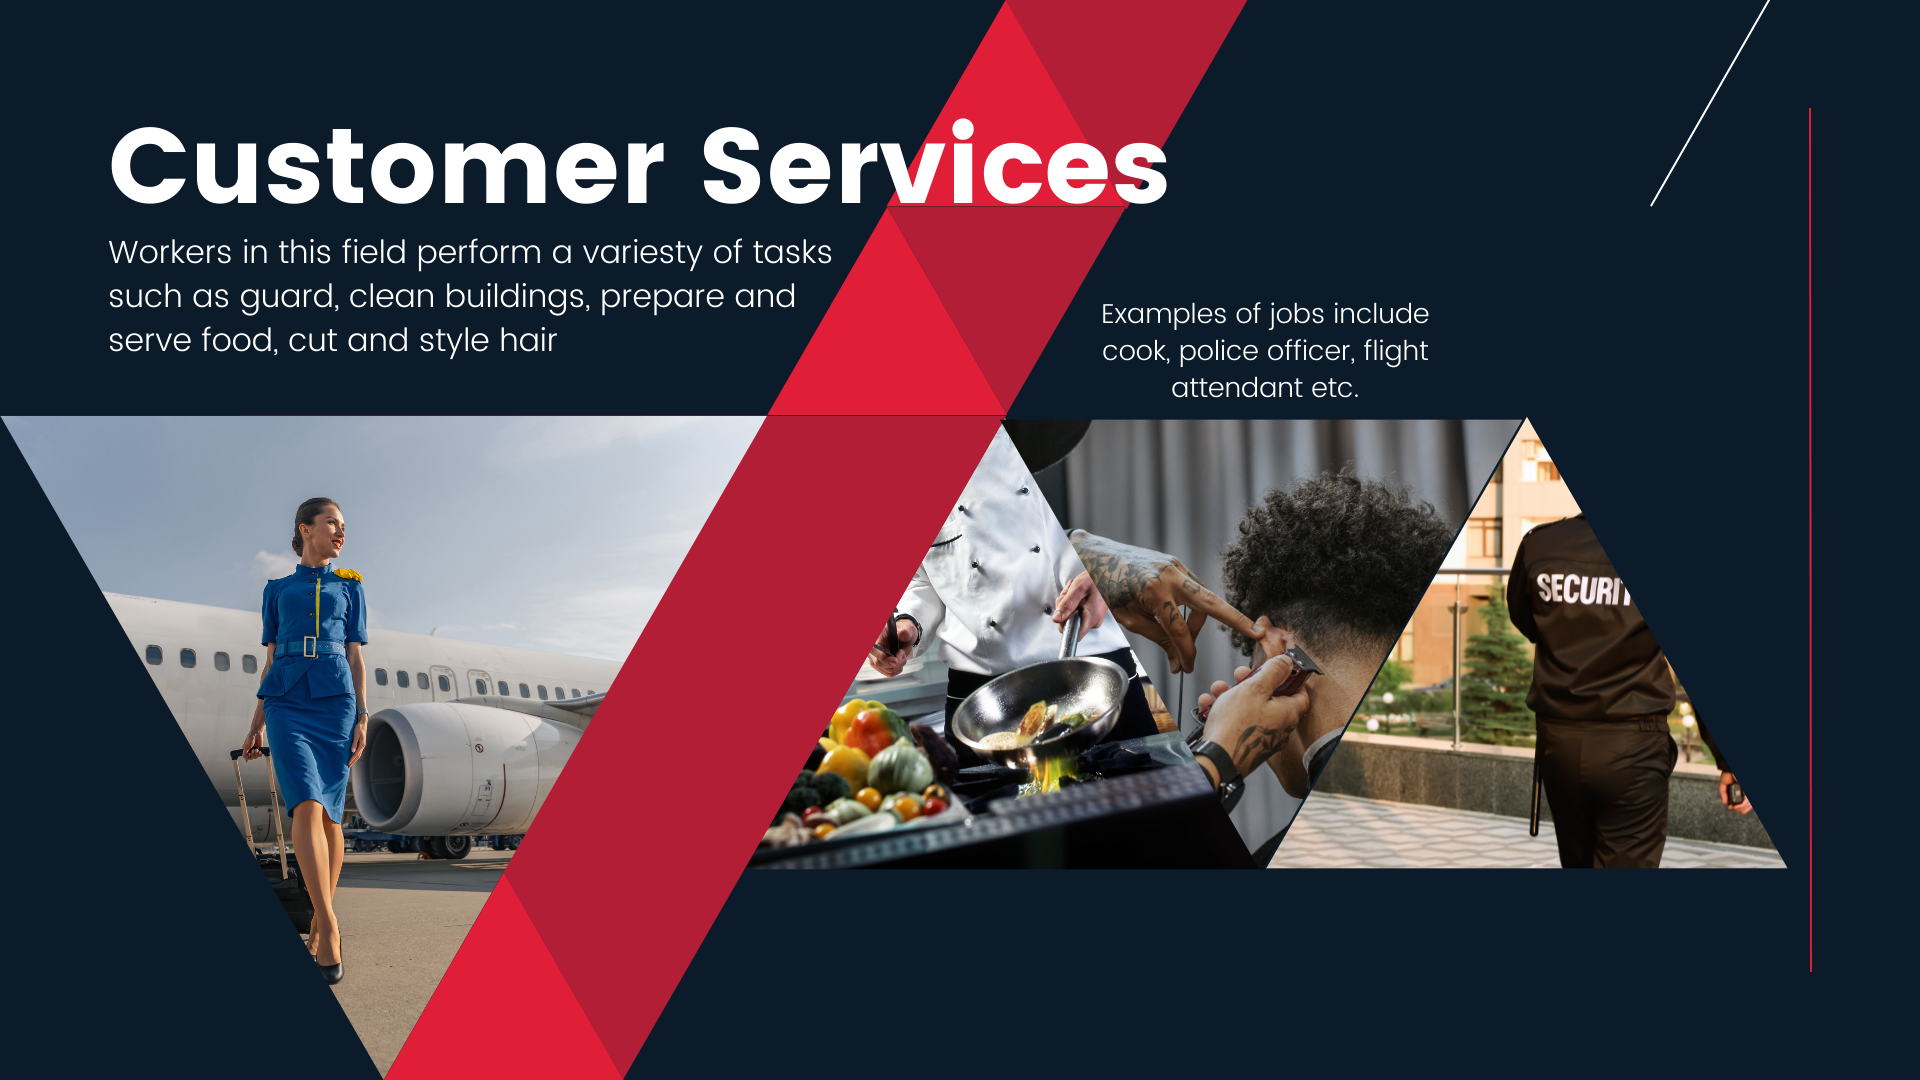 Customer Services
Workers in this field perform a variesty of tasks
such as guard, clean buildings, prepare and
serve food, cut and style hair
Examples of jobs include
cook, police officer, flight
attendant etc.
SECURIT